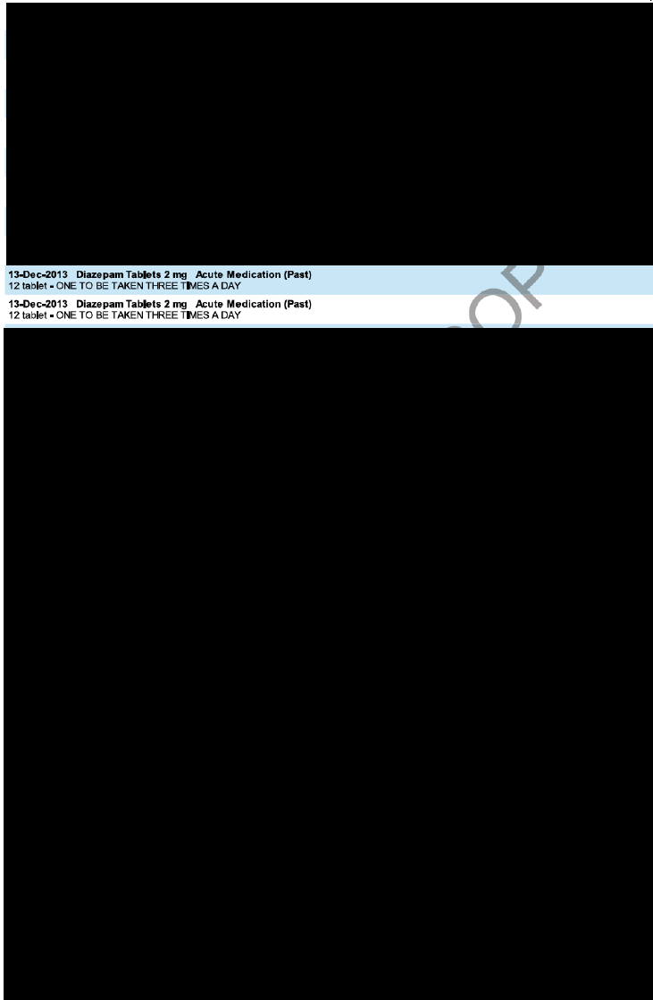 13-Dec-2013 Diazepam Tablets 2 mg Acute Medication (Past)
12 tablet - ONE TO BE TAKEN THREE TIMES A DAY
13-Dec-2013 Diazepam Tablets 2 mg Acute Medication (Past)
12 tablet - ONE TO BE TAKEN THREE TIMES A DAY
OP